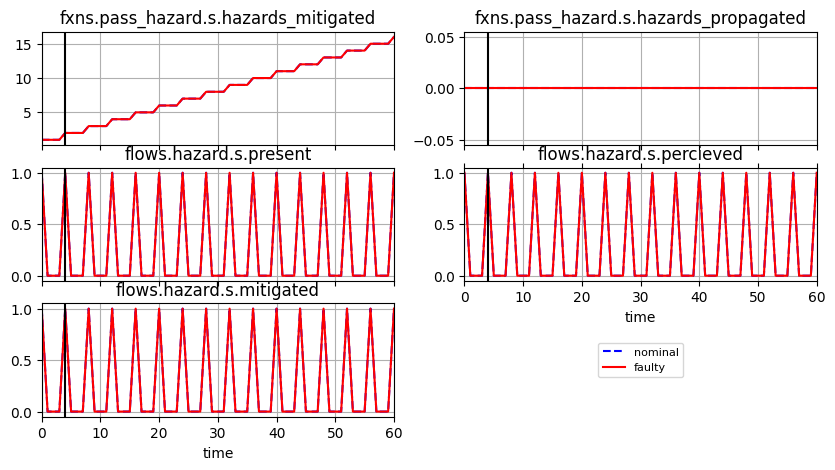 fxns.pass_hazard.s.hazards_mitigated
15
10
5
fxns.pass_hazard.s.hazards_propagated
0.05
0.00
−0.05
flows.hazard.s.present
1.0
0.5
0.0
flows.hazard.s.percieved
1.0
0.5
0.0
0 10 20 30 40 50 60
time
flows.hazard.s.mitigated
1.0
0.5
0.0
0 10 20 30 40 50 60
time
nominal
faulty